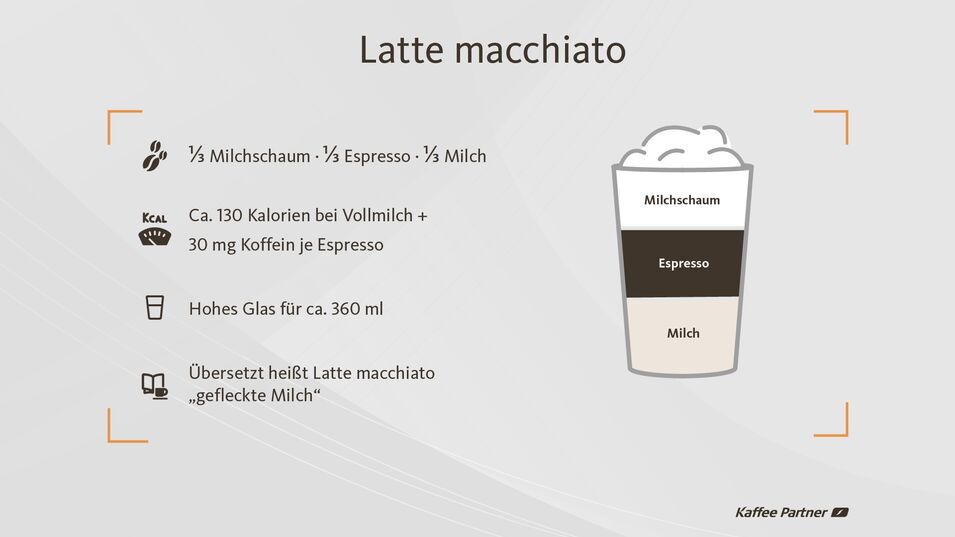 Latte macchiato
⅓ Milchschaum · ⅓ Espresso · ⅓ Milch
KCAL
Ca. 130 Kalorien bei Vollmilch +
30 mg Koffein je Espresso
Hohes Glas für ca. 360 ml
Übersetzt heißt Latte macchiato
„gefleckte Milch“
Milchschaum
Espresso
Milch
Kaffee Partner